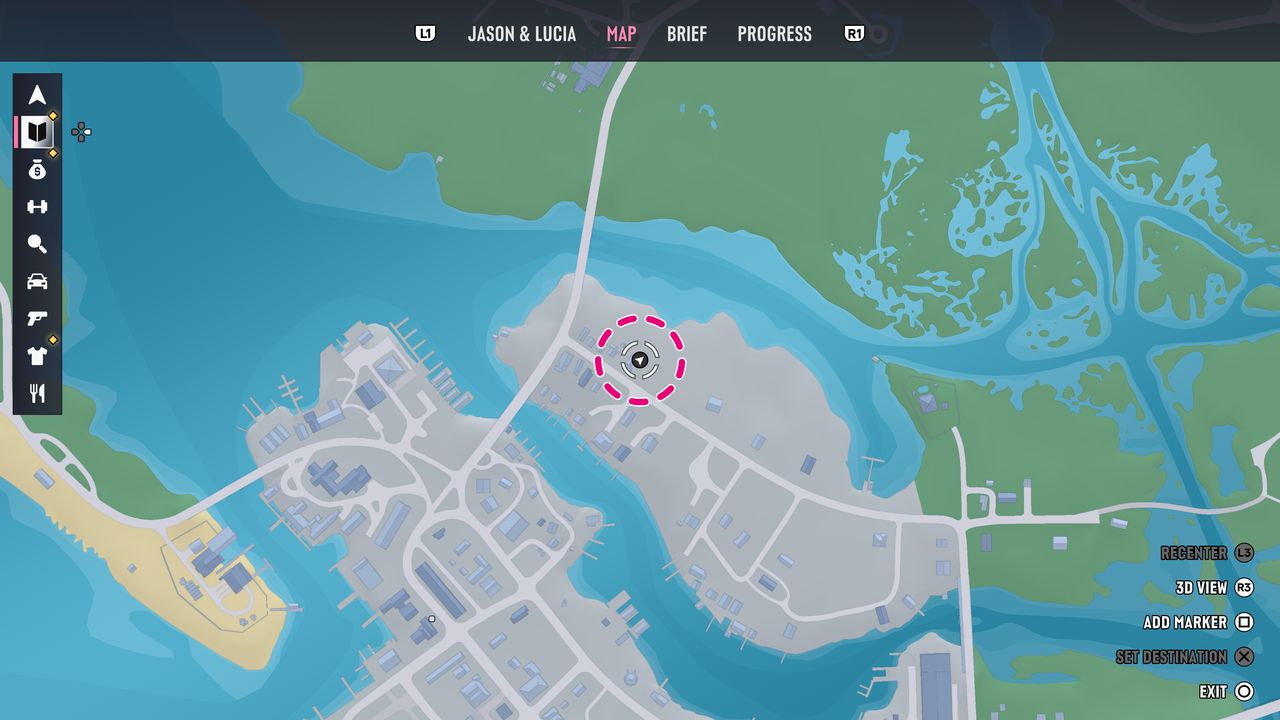 L1 JASON & LUCIA MAP BRIEF PROGRESS R1
$
RECENTER L3
3D VIEW R3
ADD MARKER
SET DESTINATION
EXIT